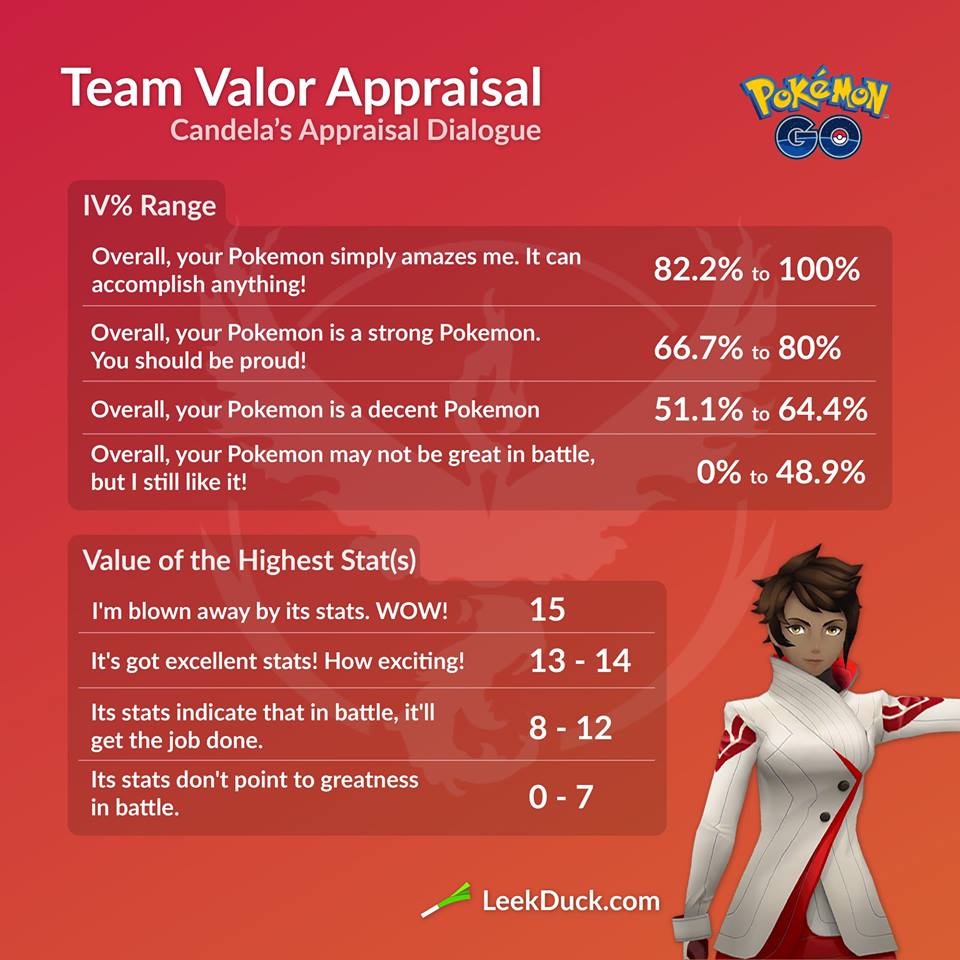 Team Valor Appraisal
Candela's Appraisal Dialogue
POKéMON
GO
IV% Range
Overall, your Pokemon simply amazes me. It can
accomplish anything!
82.2% to 100%
Overall, your Pokemon is a strong Pokemon.
You should be proud!
66.7% to 80%
Overall, your Pokemon is a decent Pokemon
51.1% to 64.4%
Overall, your Pokemon may not be great in battle,
but I still like it!
0% to 48.9%
Value of the Highest Stat(s)
I'm blown away by its stats. WOW!
15
It's got excellent stats! How exciting!
13 - 14
Its stats indicate that in battle, it'll
get the job done.
8 - 12
Its stats don't point to greatness
in battle.
0 - 7
LeekDuck.com